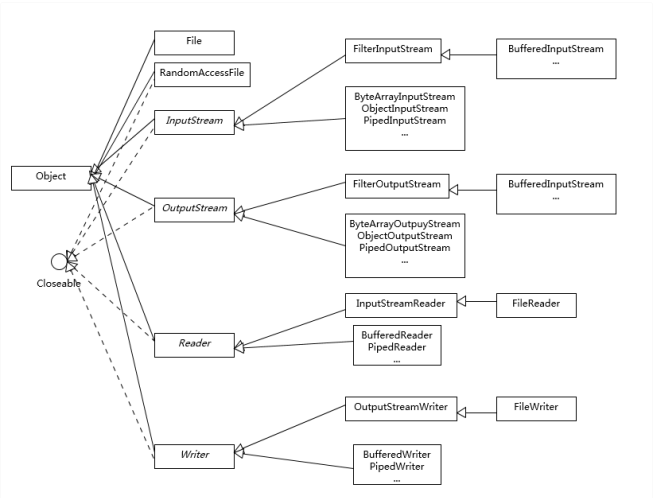 File
FilterInputStream
BufferedInputStream
...
RandomAccessFile
ByteArrayInputStream
ObjectInputStream
PipedInputStream
...
InputStream
Object
FilterOutputStream
BufferedInputStream
...
OutputStream
ByteArrayOutpuyStream
ObjectOutputStream
PipedOutputStream
...
Closeable
InputStreamReader
FileReader
Reader
BufferedReader
PipedReader
...
OutputStreamWriter
FileWriter
Writer
BufferedWriter
PipedWriter
...